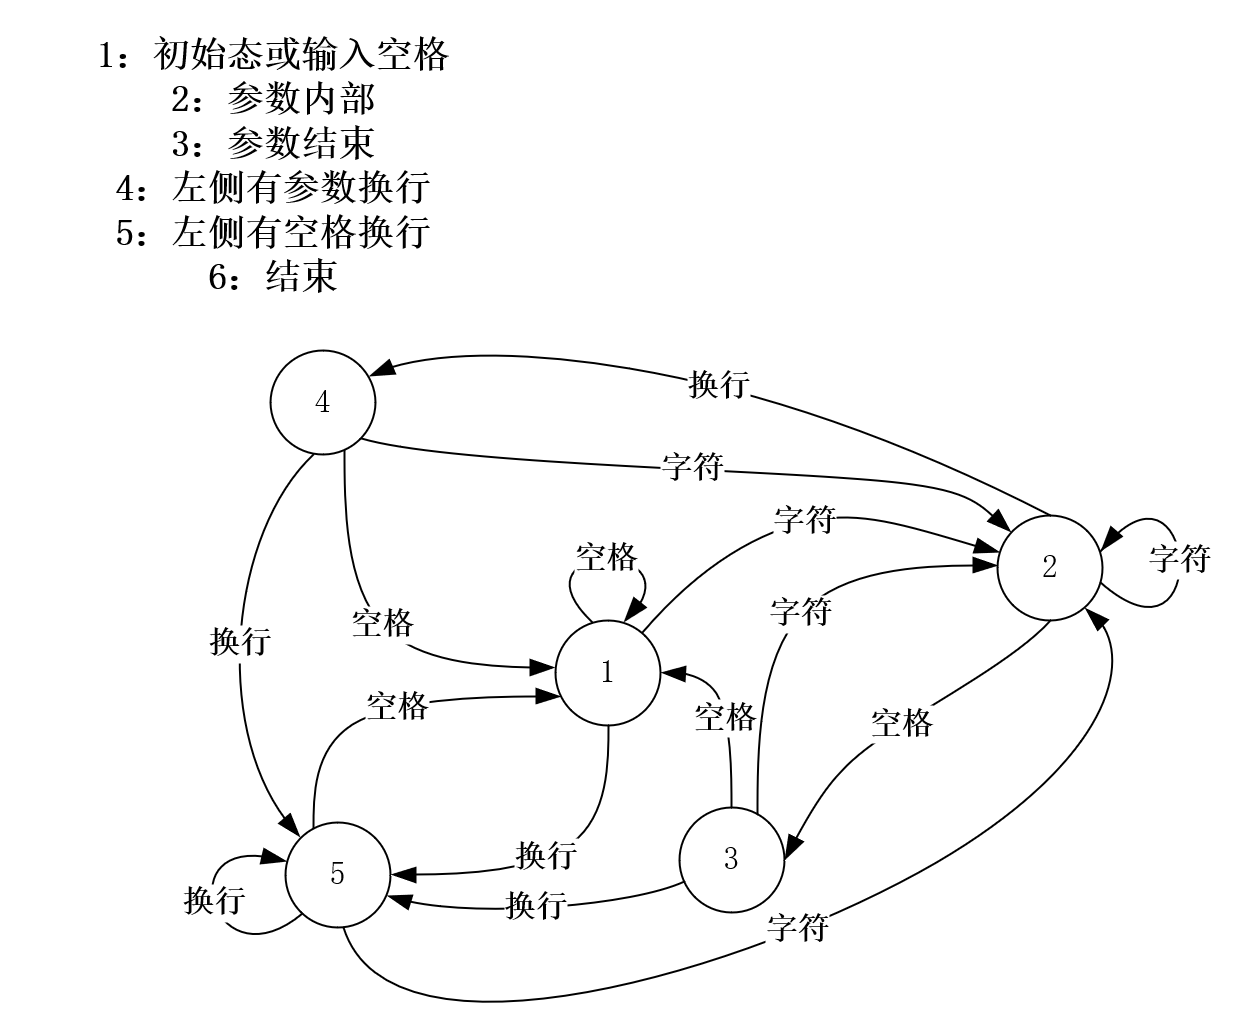 1：初始态或输入空格
2：参数内部
3：参数结束
4：左侧有参数换行
5：左侧有空格换行
6：结束
换行
4
字符
字符
空格
2
字符
字符
空格
换行
1
空格
空格
空格
换行
3
5
换行
换行
字符